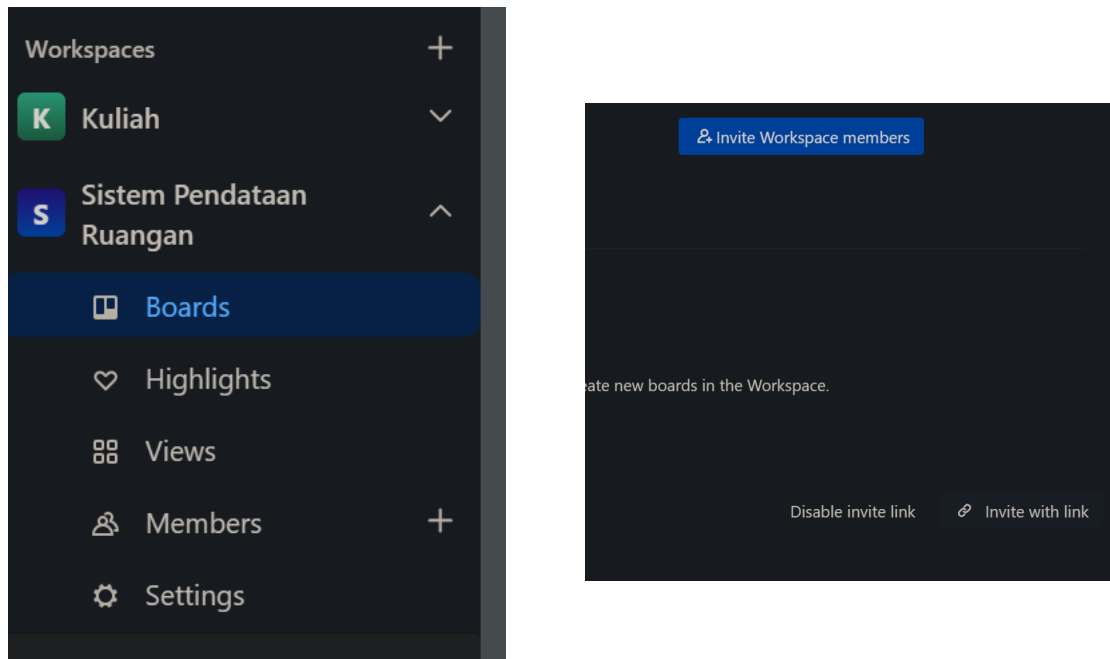 Workspaces
K
Kuliah
S
Sistem Pendataan
Ruangan
Boards
Highlights
Views
Members
Settings
Invite Workspace members
eate new boards in the Workspace.
Disable invite link
Invite with link